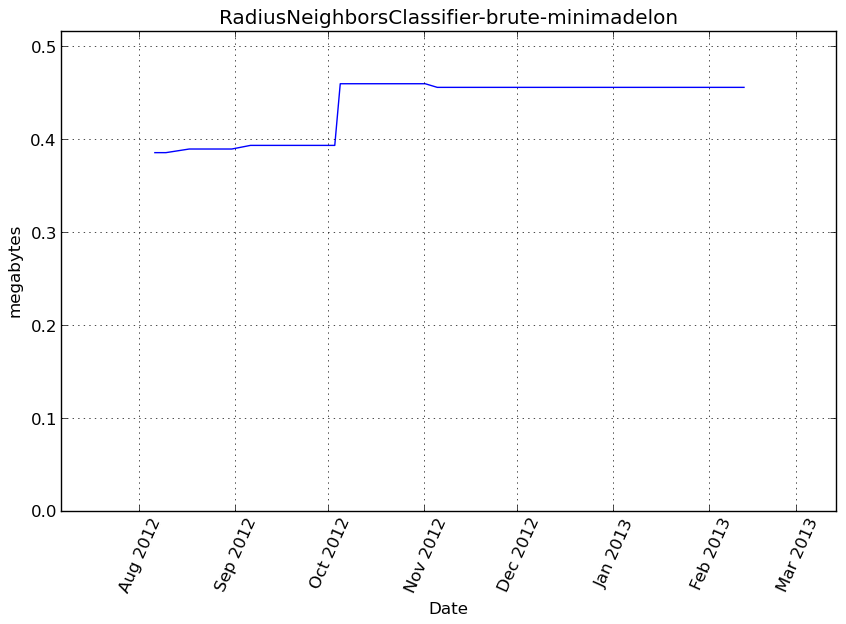 RadiusNeighborsClassifier-brute-minimadelon
0.5
0.4
0.3
0.2
0.1
0.0
megabytes
Aug 2012
Sep 2012
Oct 2012
Nov 2012
Dec 2012
Jan 2013
Feb 2013
Mar 2013
Date